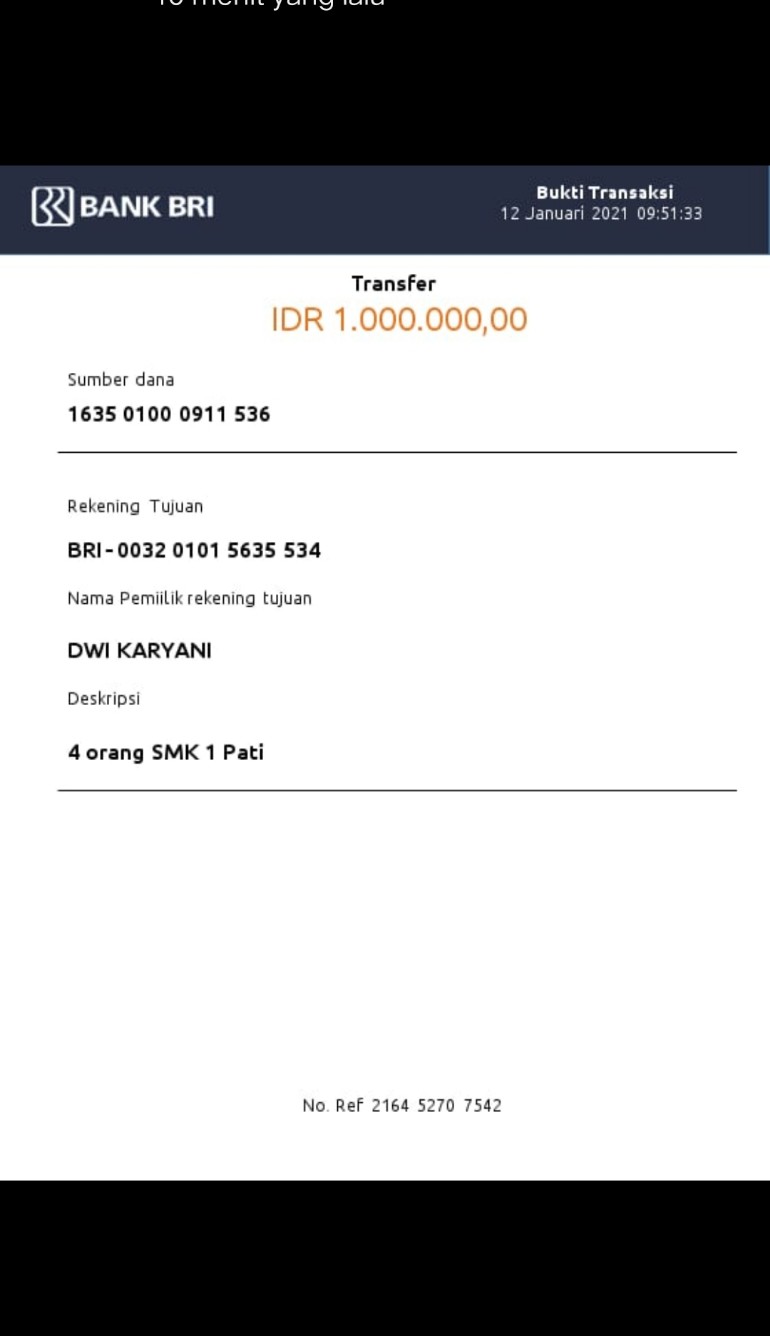 menit yang lalu
BANK BRI
Bukti Transaksi
12 Januari 2021 09:51:33
Transfer
IDR 1.000.000,00
Sumber dana
1635 0100 0911 536
Rekening Tujuan
BRI-0032 0101 5635 534
Nama Pemiilik rekening tujuan
DWI KARYANI
Deskripsi
4 orang SMK 1 Pati
No. Ref 2164 5270 7542